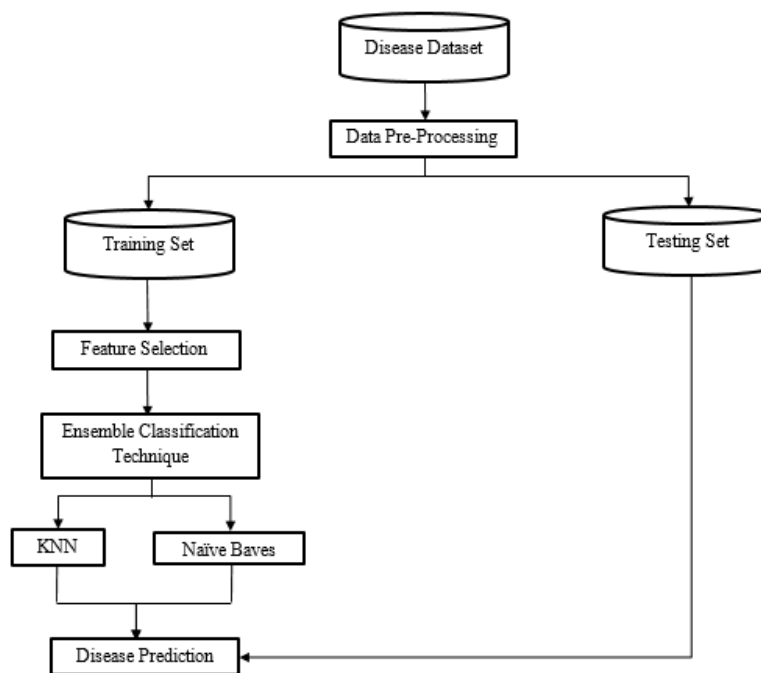 Disease Dataset
Data Pre-Processing
Training Set
Testing Set
Feature Selection
Ensemble Classification
Technique
KNN
Naïve Baves
Disease Prediction